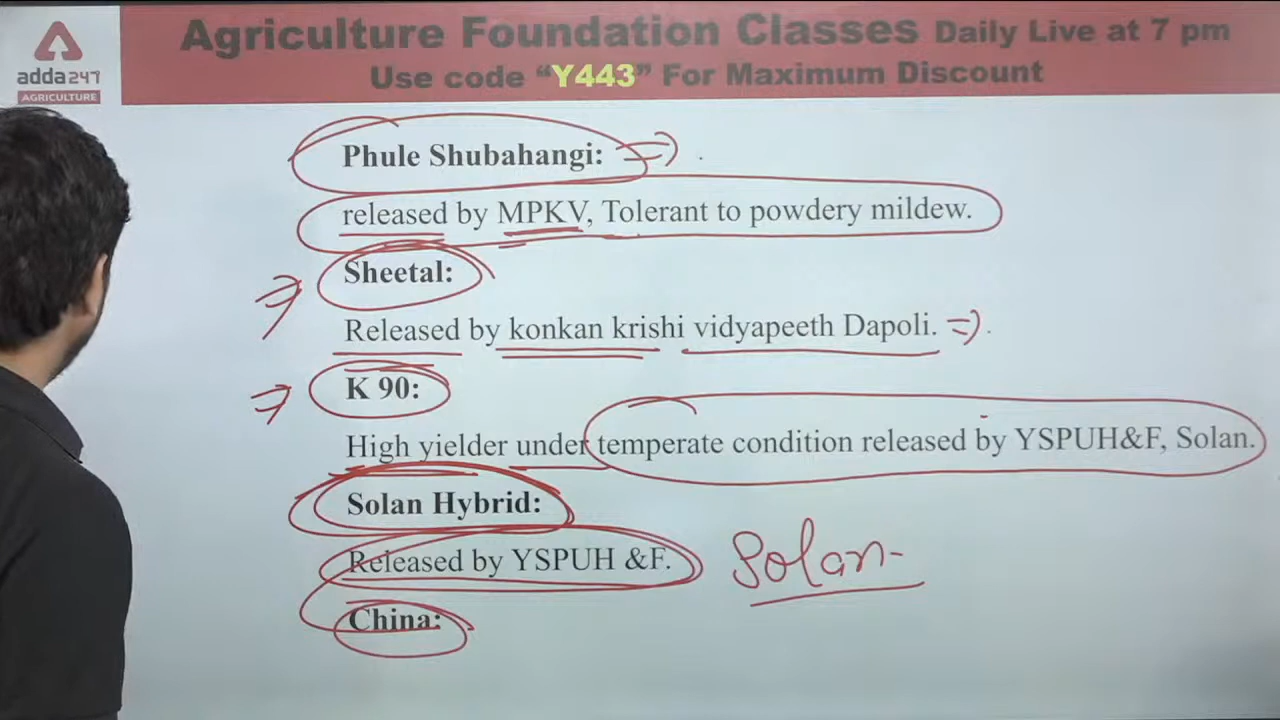 Agriculture Foundation Classes Daily Live at 7 pm
Use code “Y443” For Maximum Discount
adda247
AGRICULTURE
Phule Shubahangi:
released by MPKV, Tolerant to powdery mildew.
Sheetal:
Released by konkan krishi vidyapeeth Dapoli.
K 90:
High yielder under temperate condition released by YSPUH&F, Solan.
Solan Hybrid:
Released by YSPUH &F.
Solan
China: